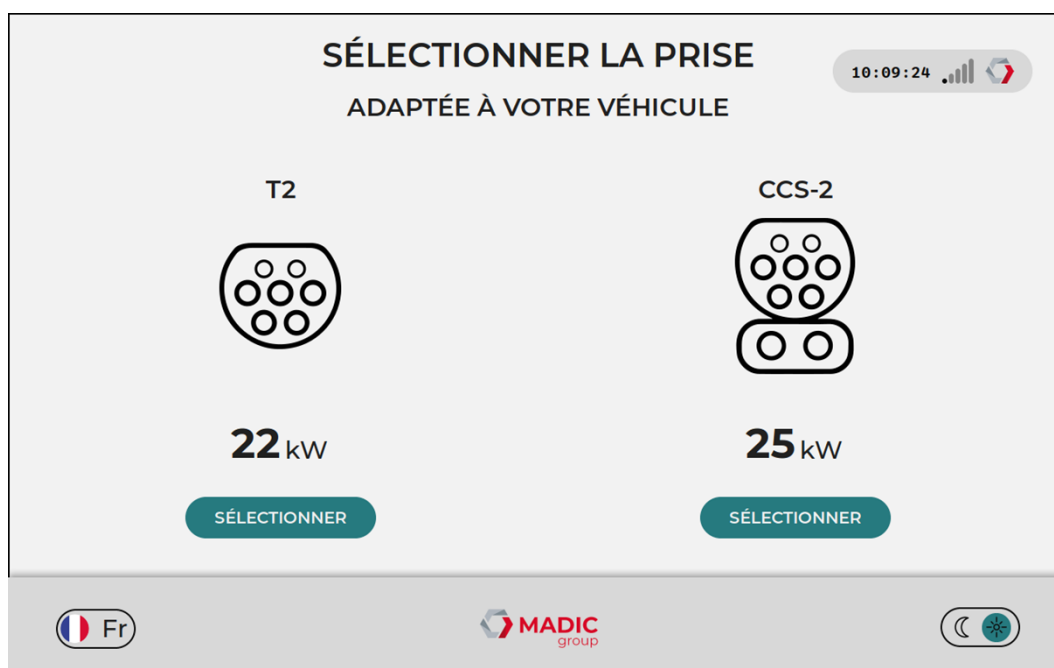 SÉLECTIONNER LA PRISE
ADAPTÉE À VOTRE VÉHICULE
10:09:24
T2
CCS-2
22 kW
25 kW
SÉLECTIONNER
SÉLECTIONNER
Fr
MADIC
group